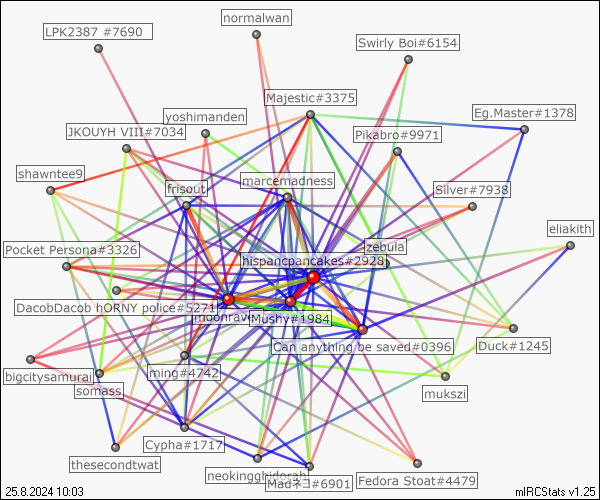 normalwan
LPK2387 #7690
Swirly Boi#6154
Majestic#3375
yoshimanden
Eg.Master#1378
JKOUYH VIII#7034
Pikabro#9971
shawntee9
frisout
marcemadness
Silver#7938
eliakith
Pocket Persona#3326
zebula
hispancpancakes#2928
DacobDacob hORNY police#5271
Mushy#1984
Can anything be saved#0396
Duck#1245
bigcitysamurai
ming#4742
somass
mukszi
Cypha#1717
thesecondtwat
neokingghidorah
Madネコ#6901
Fedora Stoat#4479
25.8.2024 10:03
mIRCStats v1.25